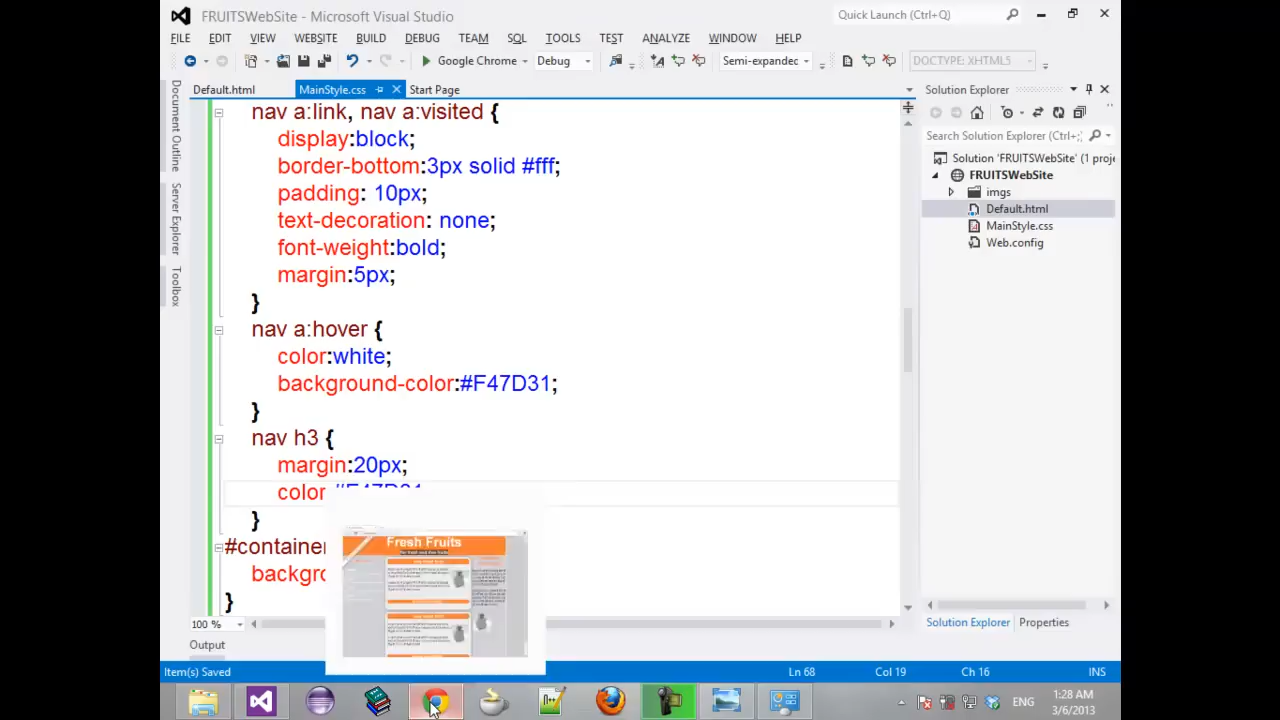 FRUITSWebSite - Microsoft Visual Studio
Quick Launch (Ctrl+Q)
FILE EDIT VIEW WEBSITE BUILD DEBUG TEAM SQL TOOLS TEST ANALYZE WINDOW HELP
Google Chrome Debug Semi-expandec DOCTYPE: XHTML5
Document Outline
Server Explorer
Toolbox
Default.html MainStyle.css Start Page
nav a:link, nav a:visited {
display:block;
border-bottom:3px solid #fff;
padding: 10px;
text-decoration: none;
font-weight:bold;
margin:5px;
}
nav a:hover {
color:white;
background-color:#F47D31;
}
nav h3 {
margin:20px;
color
}
#container
backgro
}
Fresh Fruits
100 %
Output
Solution Explorer
Search Solution Explorer (Ctrl+;)
Solution 'FRUITSWebSite' (1 proje
FRUITSWebSite
imgs
Default.html
MainStyle.css
Web.config
Solution Explorer Properties
Item(s) Saved Ln 68 Col 19 Ch 16 INS
ENG
1:28 AM
3/6/2013